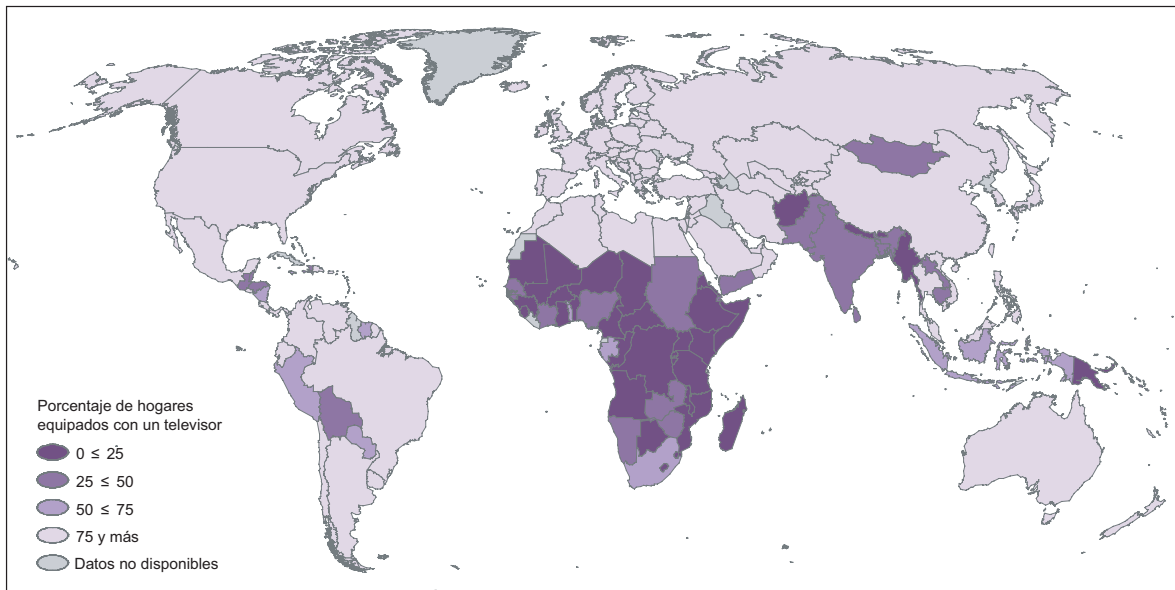 Porcentaje de hogares
equipados con un televisor
0 ≤ 25
25 ≤ 50
50 ≤ 75
75 y más
Datos no disponibles